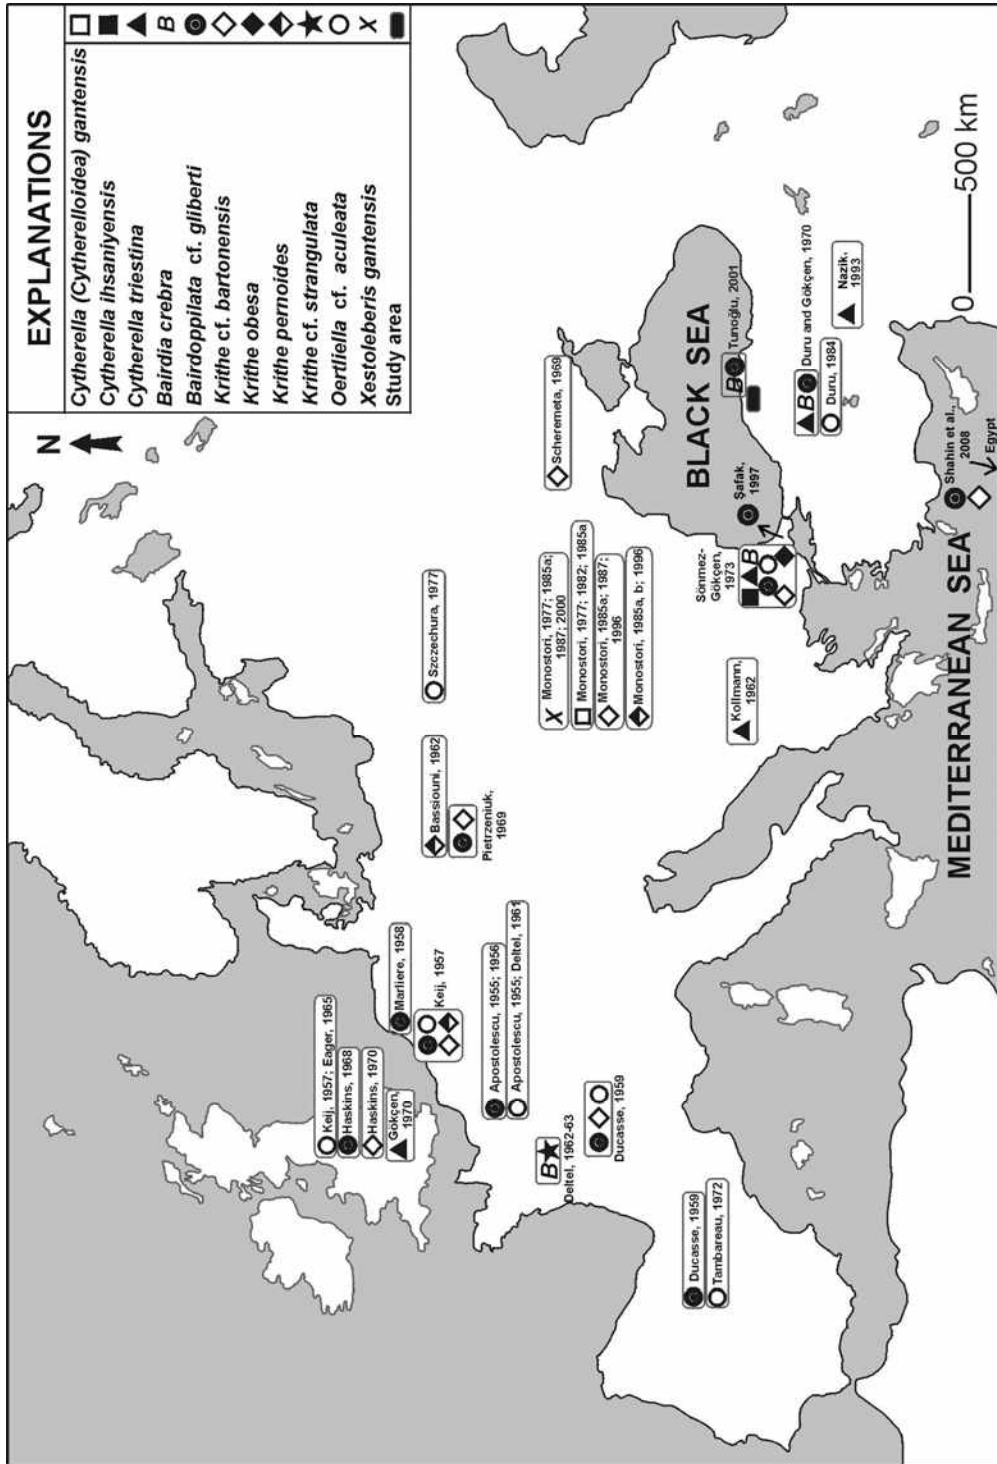 EXPLANATIONS
Cytherella (Cytherelloidea) gantensis
Cytherella ihsaniyensis
Cytherella triestina
Bairdia crebra B
Bairdoppilata cf. gliberti
Krithe cf. bartonensis
Krithe obesa
Krithe pernoides
Krithe cf. strangulata
Oertliella cf. aculeata
Xestoleberis gantensis X
Study area
N
Keij, 1957; Eager, 1965
Haskins, 1968
Haskins, 1970
Gökçen,
1970
Marliere, 1958
Keij, 1957
Bassiouni, 1962
Pietrzeniuk,
1969
Szczechura, 1977
Apostolescu, 1955; 1956
Apostolescu, 1955; Deltel, 1961
B
Deltel, 1962-63
Ducasse, 1959
X Monostori, 1977; 1985a;
1987; 2000
Monostori, 1977; 1982; 1985a
Monostori, 1985a; 1987;
1996
Monostori, 1985a, b; 1996
Scheremeta, 1969
Ducasse, 1959
Tambareau, 1970
Kollmann,
1962
Sönmez-
Gökçen,
1973
B
Şafak,
1997
BLACK SEA
B Tunoğlu, 2001
B Duru and Gökçen, 1970
Duru, 1984
Nazik,
1993
MEDITERRANEAN SEA
Shahin et al.,
2008
Egypt
0 500 km